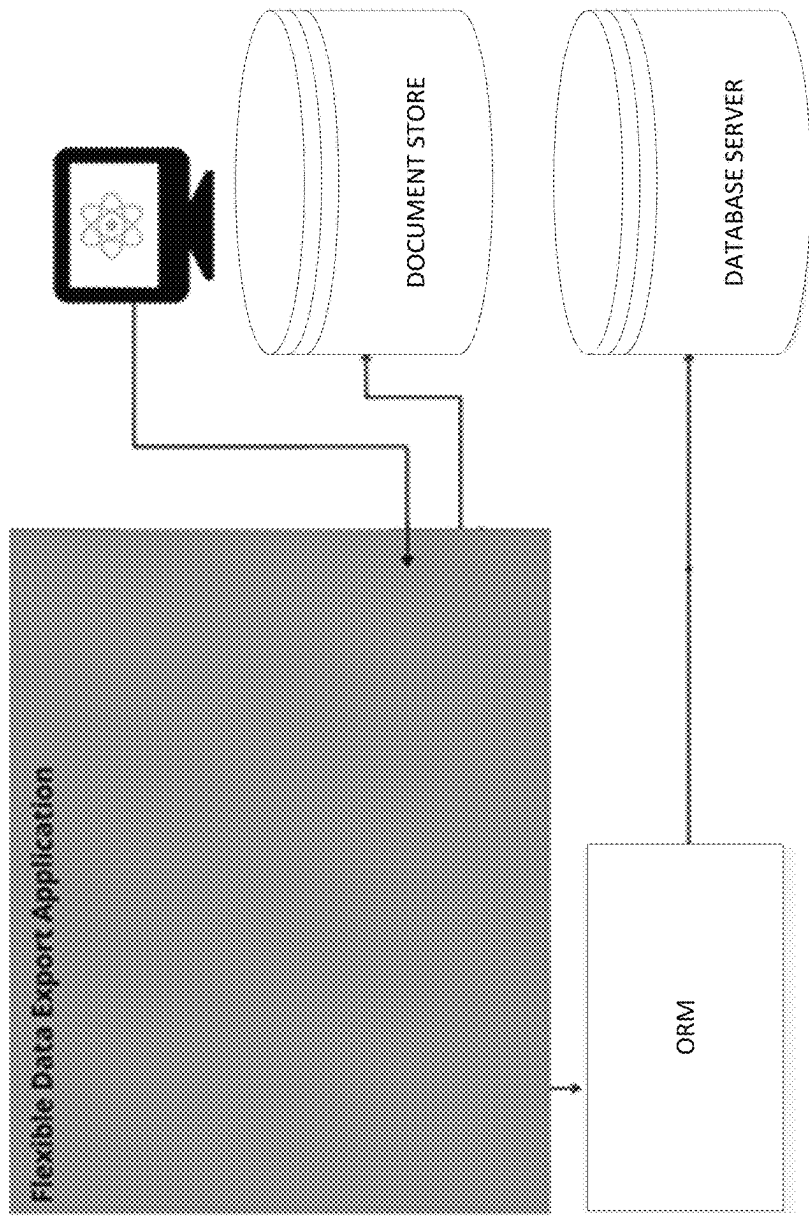 Flexible Data Export Application
DOCUMENT STORE
ORM
DATABASE SERVER